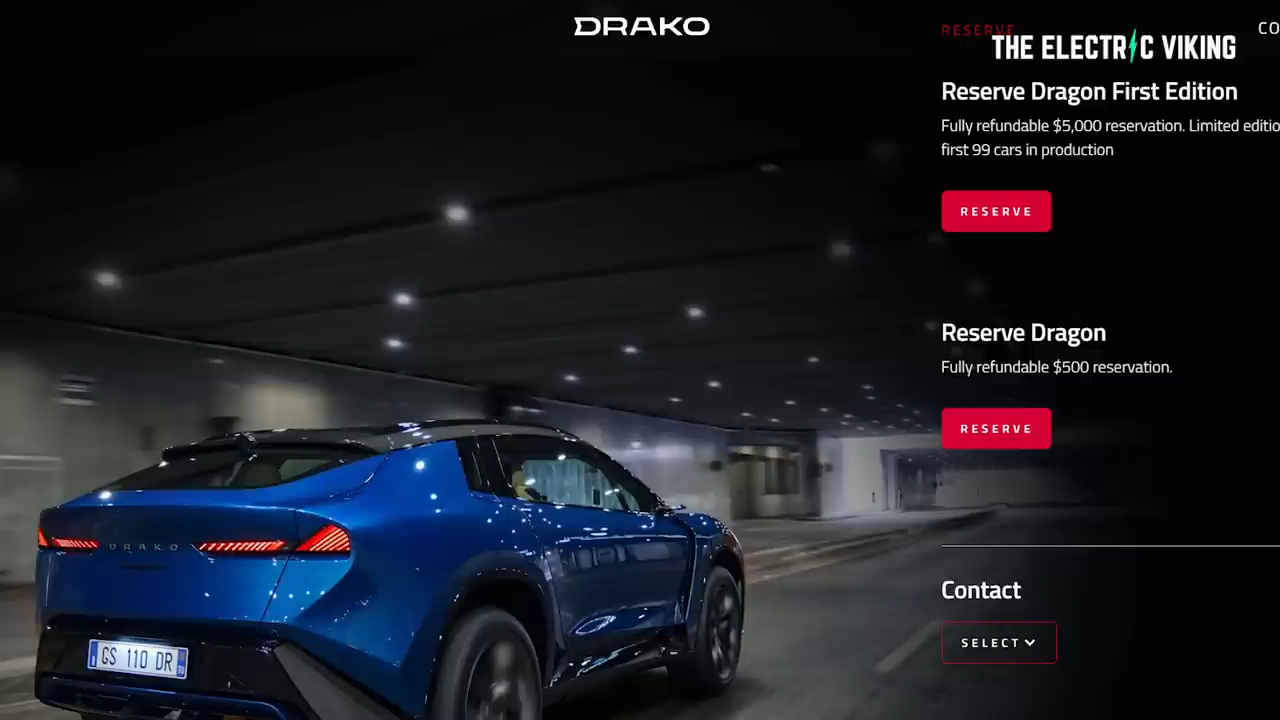 DRAKO
RESERVE
CO
THE ELECTRIC VIKING
Reserve Dragon First Edition
Fully refundable $5,000 reservation. Limited editio
first 99 cars in production
RESERVE
Reserve Dragon
Fully refundable $500 reservation.
RESERVE
Contact
SELECT
DRAKO
GS 110 DR